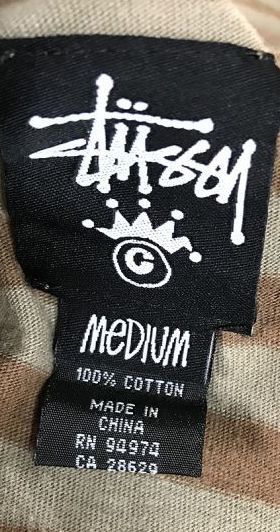 Stüssy
C
MEDIUM
100% COTTON
MADE IN
CHINA
RN 94974
CA 28629